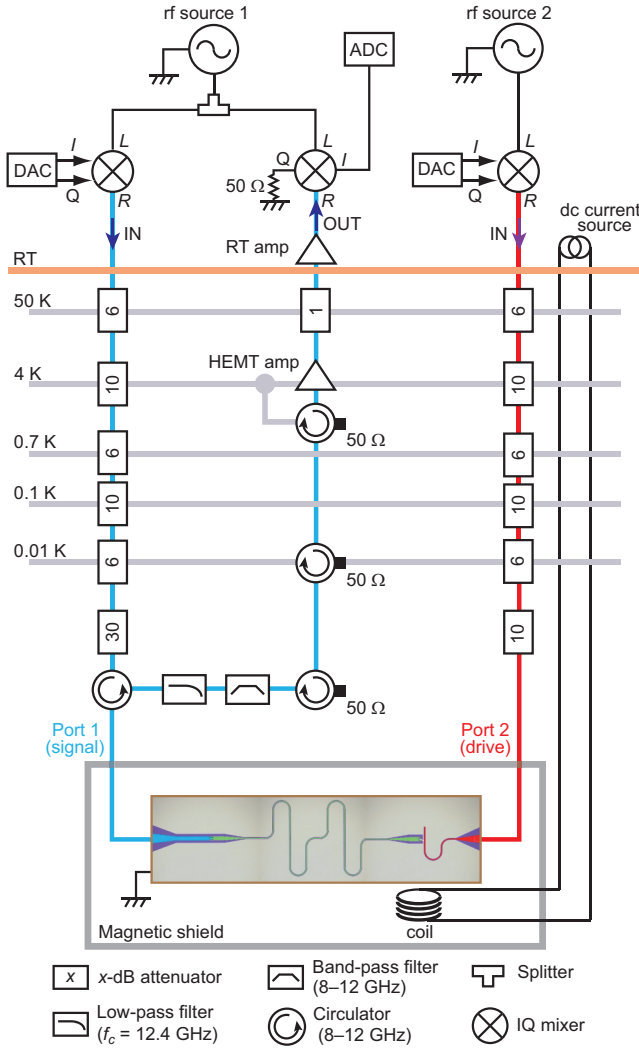 rf source 1
rf source 2
ADC
L
L
L
DAC
I
Q
Q
I
DAC
I
Q
50 Ω
R
R
R
IN
OUT
IN
dc current
source
RT amp
RT
50 K
6
1
6
HEMT amp
4 K
10
10
50 Ω
0.7 K
6
6
0.1 K
10
10
0.01 K
6
6
50 Ω
30
10
50 Ω
Port 1
(signal)
Port 2
(drive)
Magnetic shield
coil
x
x-dB attenuator
Band-pass filter
(8–12 GHz)
Splitter
Low-pass filter
(fc = 12.4 GHz)
Circulator
(8–12 GHz)
IQ mixer